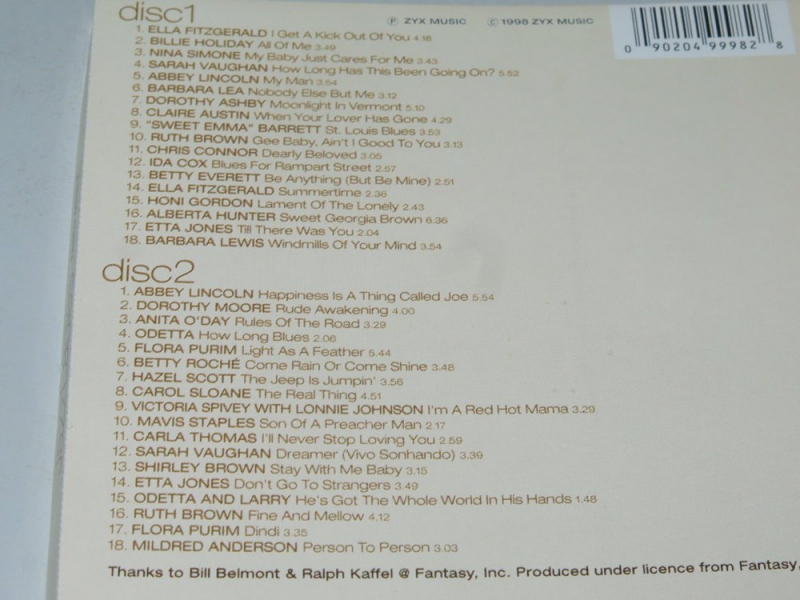 disc1
℗ ZYX MUSIC © 1998 ZYX MUSIC
0 90204 99982 8
1. ELLA FITZGERALD I Get A Kick Out Of You 4.18
2. BILLIE HOLIDAY All Of Me 3.49
3. NINA SIMONE My Baby Just Cares For Me 3.43
4. SARAH VAUGHAN How Long Has This Been Going On? 5.52
5. ABBEY LINCOLN My Man 3.54
6. BARBARA LEA Nobody Else But Me 3.12
7. DOROTHY ASHBY Moonlight In Vermont 5.10
8. CLAIRE AUSTIN When Your Lover Has Gone 4.29
9. "SWEET EMMA" BARRETT St. Louis Blues 3.53
10. RUTH BROWN Gee Baby, Ain't I Good To You 3.13
11. CHRIS CONNOR Dearly Beloved 3.05
12. IDA COX Blues For Rampart Street 2.57
13. BETTY EVERETT Be Anything (But Be Mine) 2.51
14. ELLA FITZGERALD Summertime 2.36
15. HONI GORDON Lament Of The Lonely 2.43
16. ALBERTA HUNTER Sweet Georgia Brown 6.36
17. ETTA JONES Till There Was You 2.04
18. BARBARA LEWIS Windmills Of Your Mind 3.54
disc2
1. ABBEY LINCOLN Happiness Is A Thing Called Joe 5.54
2. DOROTHY MOORE Rude Awakening 4.00
3. ANITA O'DAY Rules Of The Road 3.29
4. ODETTA How Long Blues 2.06
5. FLORA PURIM Light As A Feather 5.44
6. BETTY ROCHÉ Come Rain Or Come Shine 3.48
7. HAZEL SCOTT The Jeep Is Jumpin' 3.56
8. CAROL SLOANE The Real Thing 4.51
9. VICTORIA SPIVEY WITH LONNIE JOHNSON I'm A Red Hot Mama 3.29
10. MAVIS STAPLES Son Of A Preacher Man 2.17
11. CARLA THOMAS I'll Never Stop Loving You 2.59
12. SARAH VAUGHAN Dreamer (Vivo Sonhando) 3.39
13. SHIRLEY BROWN Stay With Me Baby 3.15
14. ETTA JONES Don't Go To Strangers 3.49
15. ODETTA AND LARRY He's Got The Whole World In His Hands 1.48
16. RUTH BROWN Fine And Mellow 4.12
17. FLORA PURIM Dindi 3.35
18. MILDRED ANDERSON Person To Person 3.03
Thanks to Bill Belmont & Ralph Kaffel @ Fantasy, Inc. Produced under licence from Fantasy,